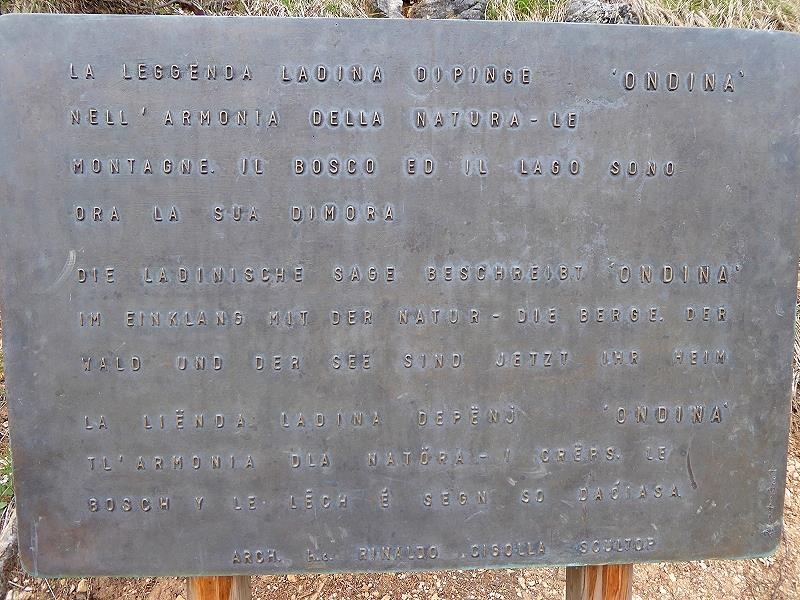 LA LEGGENDA LADINA DIPINGE 'ONDINA'
NELL'ARMONIA DELLA NATURA - LE
MONTAGNE. IL BOSCO ED IL LAGO SONO
ORA LA SUA DIMORA
DIE LADINISCHE SAGE BESCHREIBT 'ONDINA'
IM EINKLANG MIT DER NATUR - DIE BERGE. DER
WALD UND DER SEE SIND JETZT IHR HEIM
LA LIËNDA LADINA DEPËNJ 'ONDINA'
TL'ARMONIA DLA NATÖRA - I CRËPS. LE
BOSCH Y LE LËCH É SEGN SO DAĆIASA.
ARCH. h.c. RINALDO CISOLLA SCULTOR